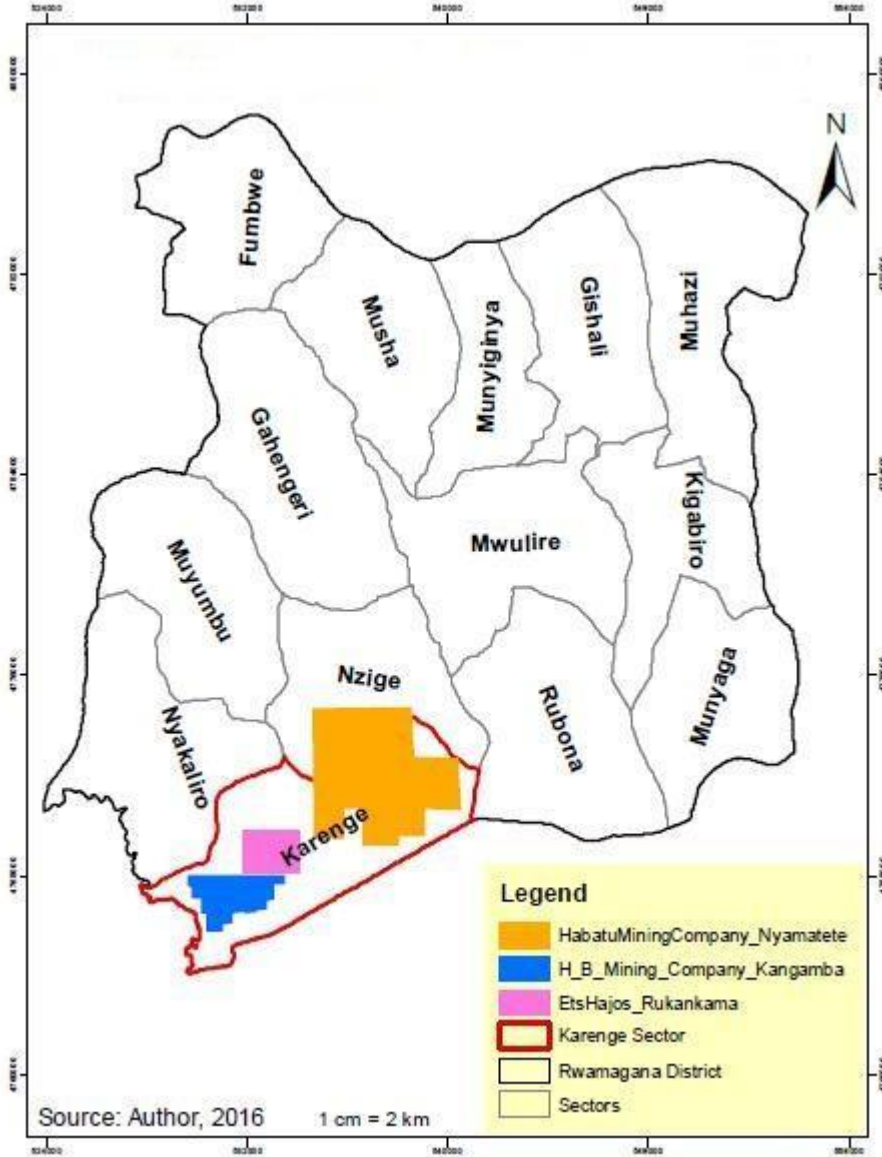 N
Fumbwe
Musha
Munyiginya
Gishali
Muhazi
Gahengeri
Kigabiro
Mwulire
Muyumbu
Nzige
Rubona
Munyaga
Nyakaliro
Karenge
Legend
HabatuMiningCompany_Nyamatete
H_B_Mining_Company_Kangamba
EtsHajos_Rukankama
Karenge Sector
Rwamagana District
Sectors
Source: Author, 2016
1 cm = 2 km